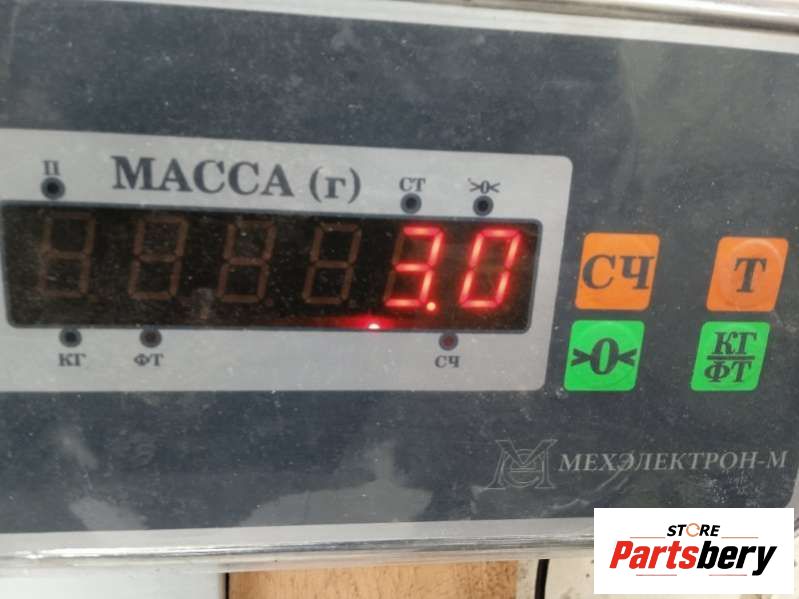 П МАССА (г) СТ >0<
3.0
КГ ФТ СЧ
СЧ Т
>0< КГ
ФТ
МЕХЭЛЕКТРОН-М
STORE
Partsbery